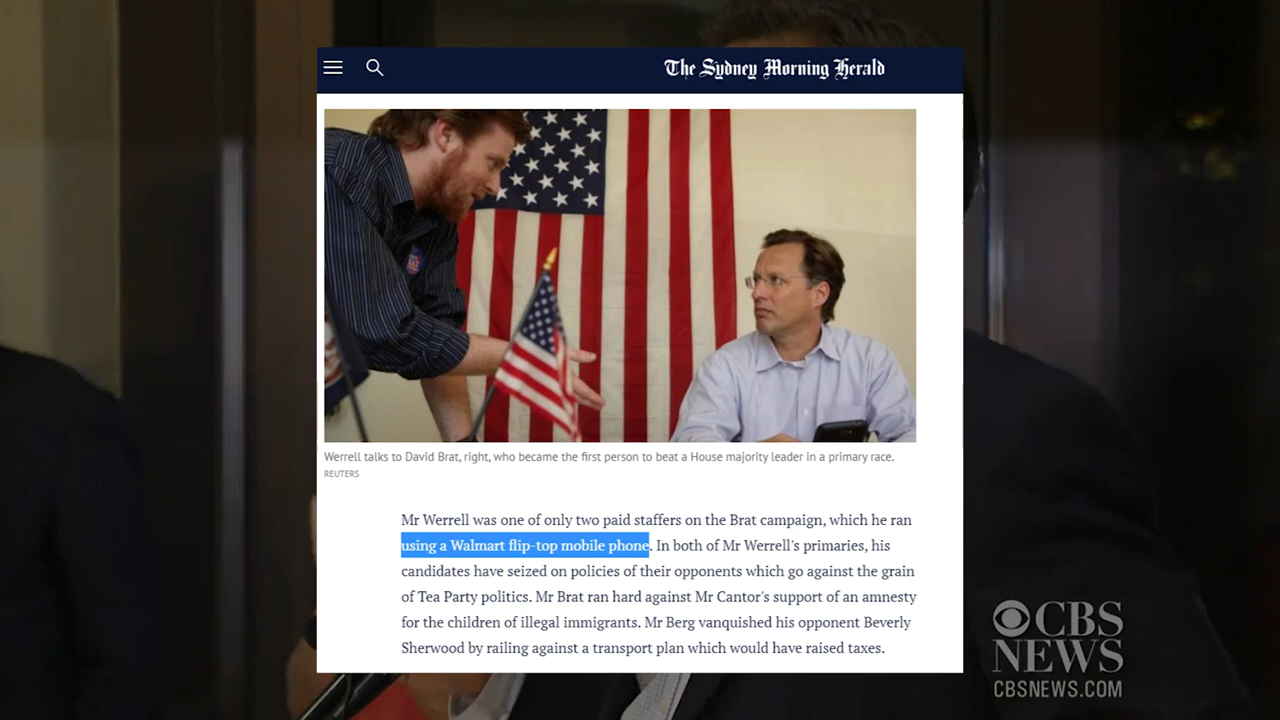 The Sydney Morning Herald
Werrell talks to David Brat, right, who became the first person to beat a House majority leader in a primary race.
REUTERS
Mr Werrell was one of only two paid staffers on the Brat campaign, which he ran
using a Walmart flip-top mobile phone. In both of Mr Werrell's primaries, his
candidates have seized on policies of their opponents which go against the grain
of Tea Party politics. Mr Brat ran hard against Mr Cantor's support of an amnesty
for the children of illegal immigrants. Mr Berg vanquished his opponent Beverly
Sherwood by railing against a transport plan which would have raised taxes.
CBS
NEWS
CBSNEWS.COM